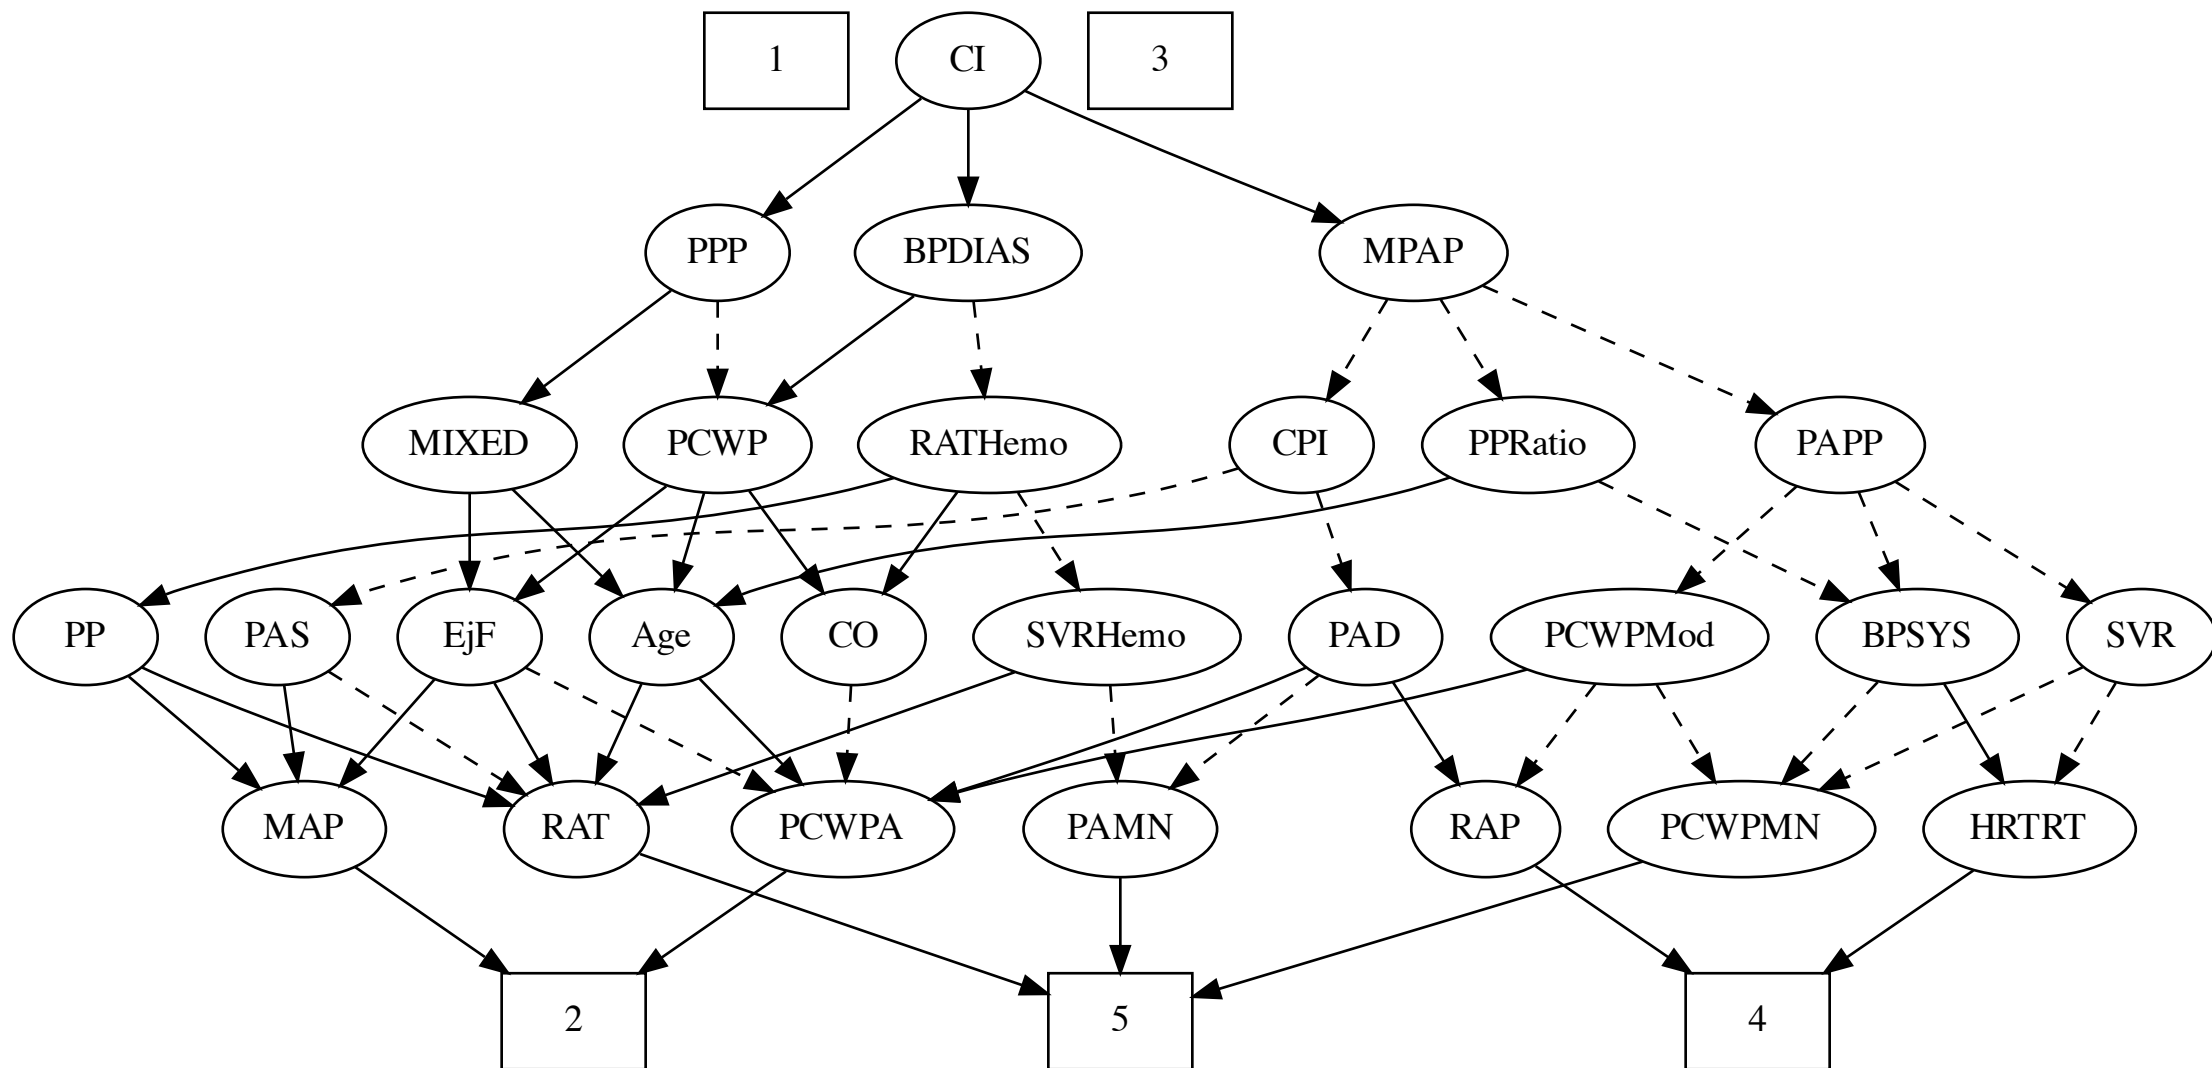 1
CI
3
PPP
BPDIAS
MPAP
MIXED
PCWP
RATHemo
CPI
PPRatio
PAPP
PP
PAS
EjF
Age
CO
SVRHemo
PAD
PCWPMod
BPSYS
SVR
MAP
RAT
PCWPA
PAMN
RAP
PCWPMN
HRTRT
2
5
4